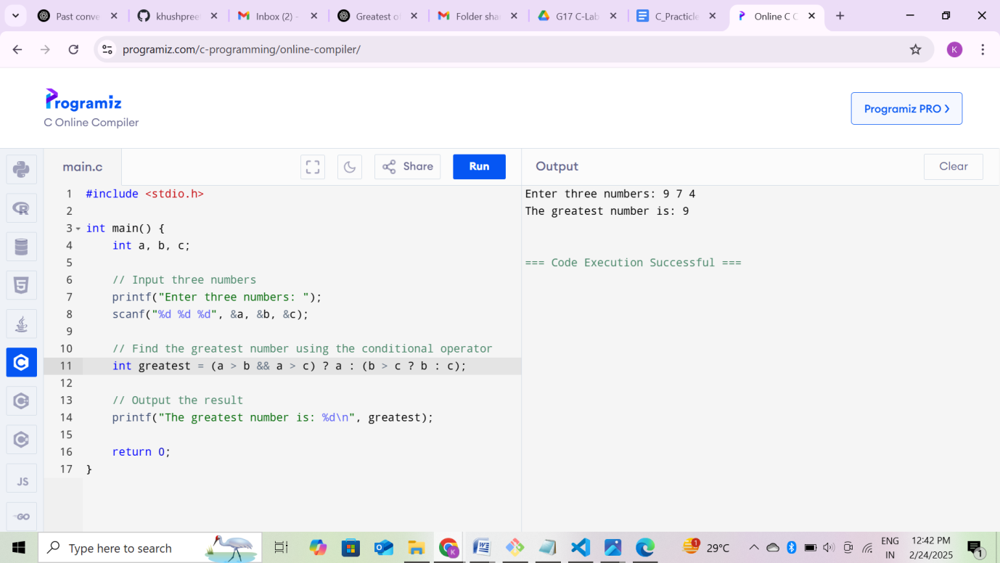 Past conve
khushpree
Inbox (2) -
Greatest o
Folder sha
G17 C-Lab
C_Practicle
Online C C
programiz.com/c-programming/online-compiler/
K
Programiz
C Online Compiler
Programiz PRO >
main.c
Share
Run
Output
Clear
1 #include <stdio.h>
2
3 int main() {
4     int a, b, c;
5
6     // Input three numbers
7     printf("Enter three numbers: ");
8     scanf("%d %d %d", &a, &b, &c);
9
10     // Find the greatest number using the conditional operator
11     int greatest = (a > b && a > c) ? a : (b > c ? b : c);
12
13     // Output the result
14     printf("The greatest number is: %d\n", greatest);
15
16     return 0;
17 }
Enter three numbers: 9 7 4
The greatest number is: 9
=== Code Execution Successful ===
R
5
C
C
C
JS
GO
Type here to search
K
W
1
29°C
ENG
IN
12:42 PM
2/24/2025
1